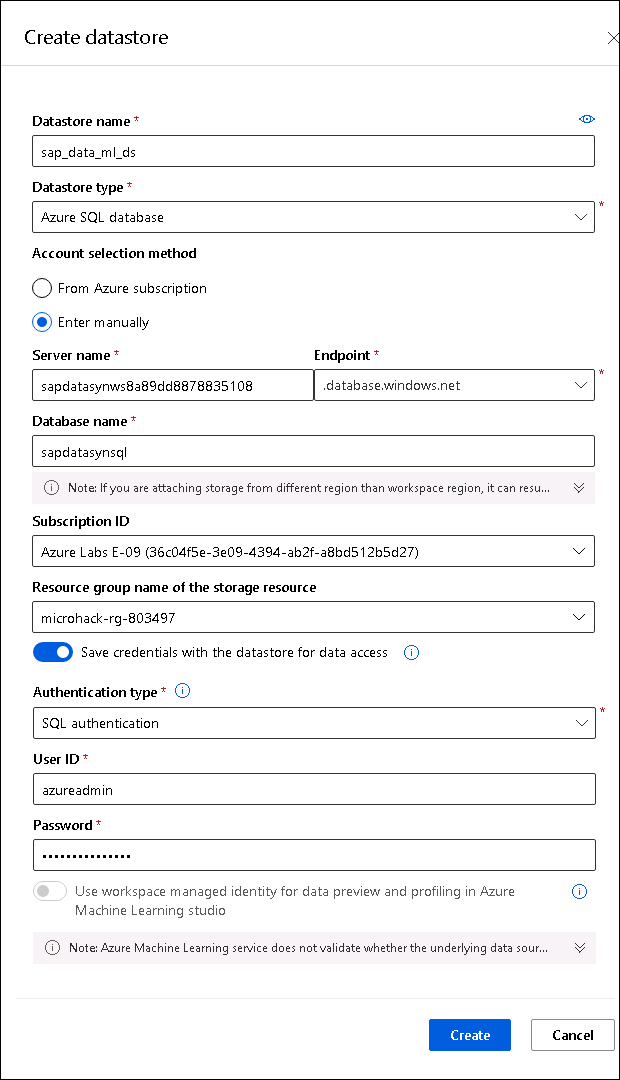 Create datastore
Datastore name *
sap_data_ml_ds
Datastore type *
Azure SQL database
*
Account selection method
From Azure subscription
Enter manually
Server name * Endpoint *
sapdatasynws8a89dd8878835108 .database.windows.net
*
Database name *
sapdatasynsql
Note: If you are attaching storage from different region than workspace region, it can resu...
Subscription ID
Azure Labs E-09 (36c04f5e-3e09-4394-ab2f-a8bd512b5d27)
Resource group name of the storage resource
microhack-rg-803497
Save credentials with the datastore for data access
Authentication type *
SQL authentication
*
User ID *
azureadmin
Password *
•••••••••••••••
Use workspace managed identity for data preview and profiling in Azure
Machine Learning studio
Note: Azure Machine Learning service does not validate whether the underlying data sour...
Create Cancel